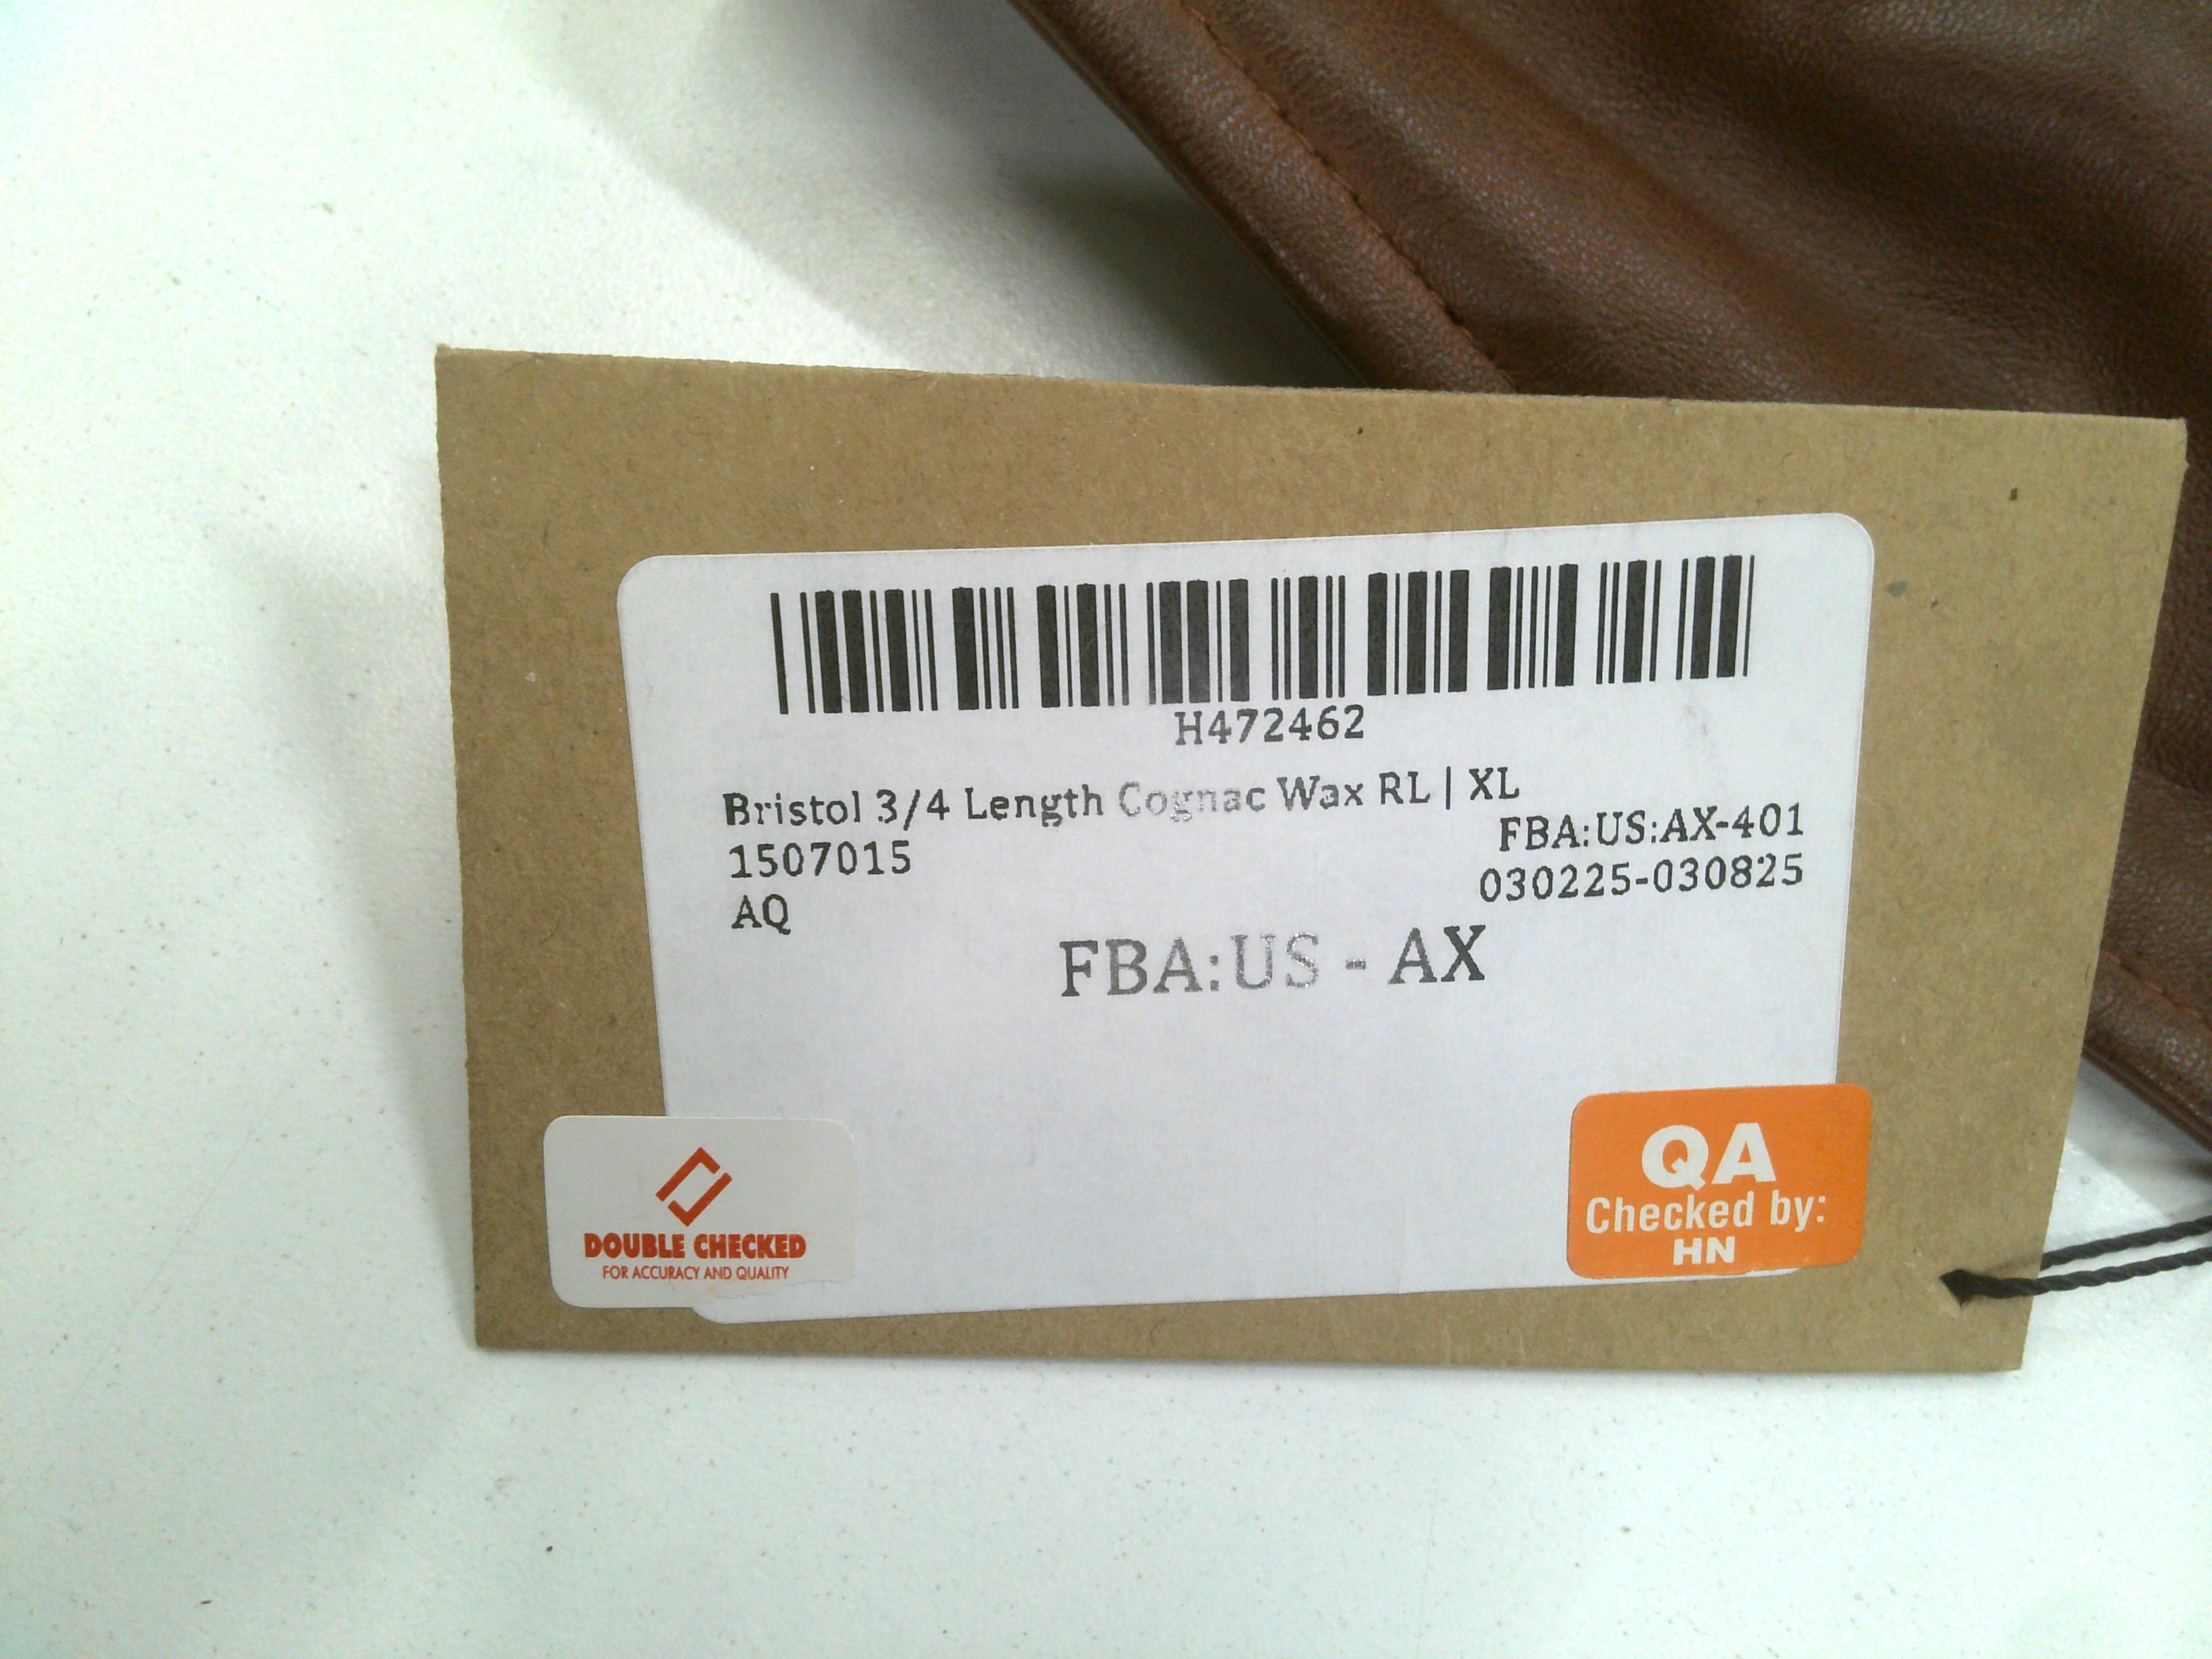 H472462
Bristol 3/4 Length Cognac Wax RL | XL
FBA:US:AX-401
1507015
030225-030825
AQ
FBA:US - AX
DOUBLE CHECKED
FOR ACCURACY AND QUALITY
QA
Checked by:
HN